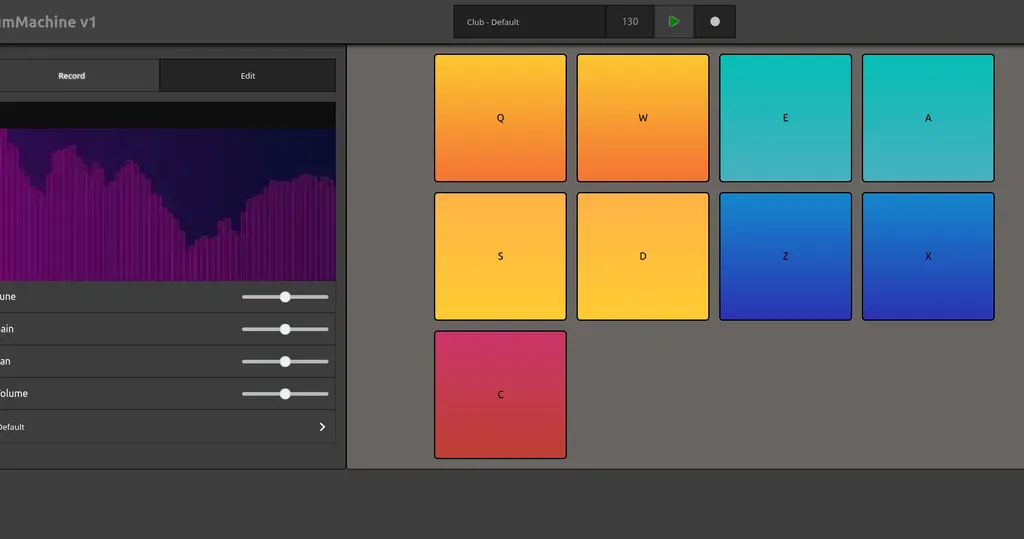 umMachine v1
Club - Default
130
Record
Edit
une
ain
an
olume
Default
Q
W
E
A
S
D
Z
X
C